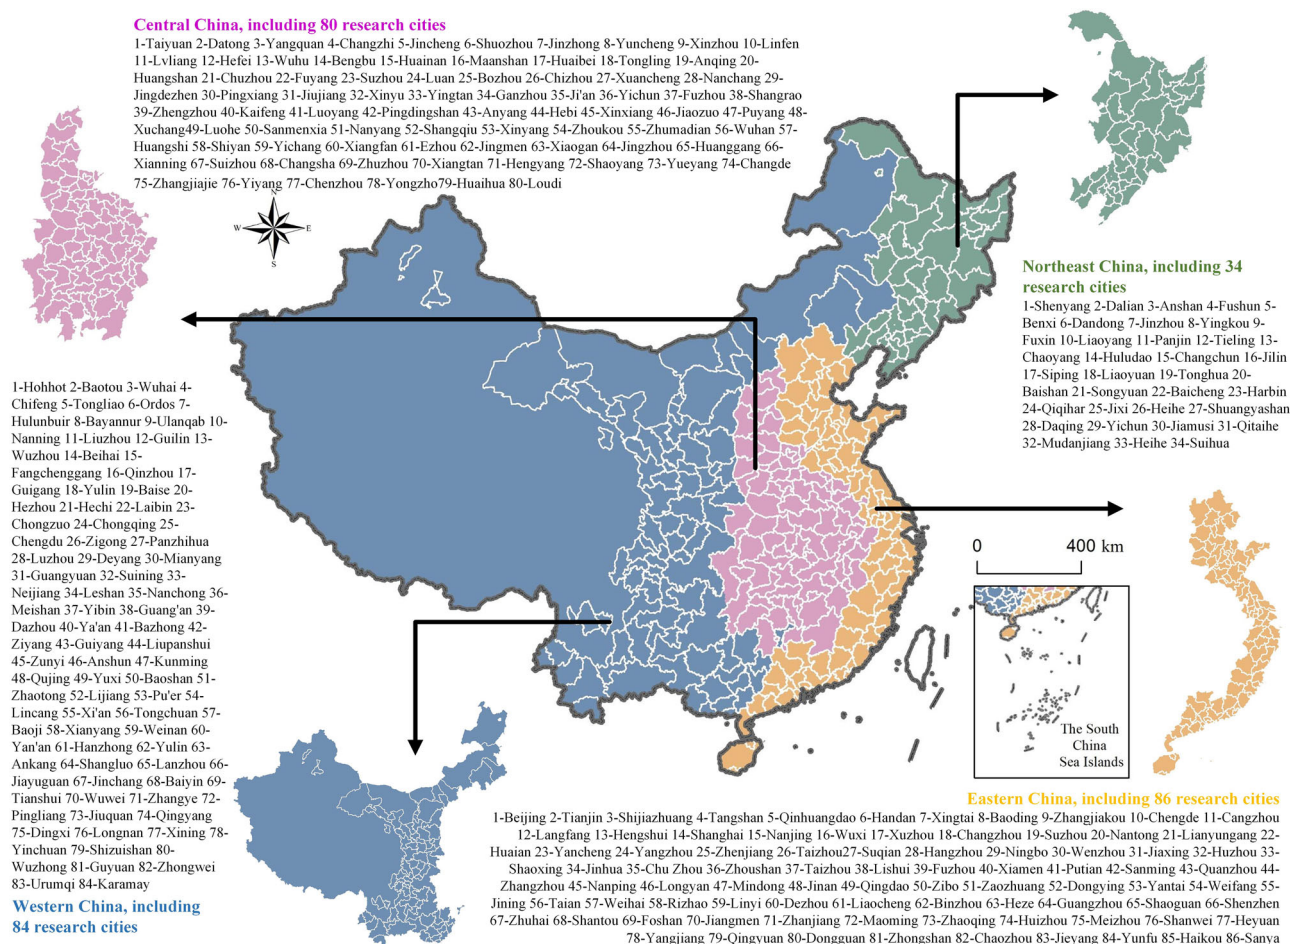 Central China, including 80 research cities
1-Taiyuan 2-Datong 3-Yangquan 4-Changzhi 5-Jincheng 6-Shuozhou 7-Jinzhong 8-Yuncheng 9-Xinzhou 10-Linfen
11-Lvliang 12-Hefei 13-Wuhu 14-Bengbu 15-Huainan 16-Maanshan 17-Huaibei 18-Tongling 19-Anqing 20-
Huangshan 21-Chuzhou 22-Fuyang 23-Suzhou 24-Luan 25-Bozhou 26-Chizhou 27-Xuancheng 28-Nanchang 29-
Jingdezhen 30-Pingxiang 31-Jiujiang 32-Xinyu 33-Yingtan 34-Ganzhou 35-Ji'an 36-Yichun 37-Fuzhou 38-Shangrao
39-Zhengzhou 40-Kaifeng 41-Luoyang 42-Pingdingshan 43-Anyang 44-Hebi 45-Xinxiang 46-Jiaozuo 47-Puyang 48-
Xuchang49-Luohe 50-Sanmenxia 51-Nanyang 52-Shangqiu 53-Xinyang 54-Zhoukou 55-Zhumadian 56-Wuhan 57-
Huangshi 58-Shiyan 59-Yichang 60-Xiangfan 61-Ezhou 62-Jingmen 63-Xiaogan 64-Jingzhou 65-Huanggang 66-
Xianning 67-Suizhou 68-Changsha 69-Zhuzhou 70-Xiangtan 71-Hengyang 72-Shaoyang 73-Yueyang 74-Changde
75-Zhangjiajie 76-Yiyang 77-Chenzhou 78-Yongzho79-Huaihua 80-Loudi
N
W E
S
Northeast China, including 34
research cities
1-Shenyang 2-Dalian 3-Anshan 4-Fushun 5-
Benxi 6-Dandong 7-Jinzhou 8-Yingkou 9-
Fuxin 10-Liaoyang 11-Panjin 12-Tieling 13-
Chaoyang 14-Huludao 15-Changchun 16-Jilin
17-Siping 18-Liaoyuan 19-Tonghua 20-
Baishan 21-Songyuan 22-Baicheng 23-Harbin
24-Qiqihar 25-Jixi 26-Heihe 27-Shuangyashan
28-Daqing 29-Yichun 30-Jiamusi 31-Qitaihe
32-Mudanjiang 33-Heihe 34-Suihua
1-Hohhot 2-Baotou 3-Wuhai 4-
Chifeng 5-Tongliao 6-Ordos 7-
Hulunbuir 8-Bayannur 9-Ulanqab 10-
Nanning 11-Liuzhou 12-Guilin 13-
Wuzhou 14-Beihai 15-
Fangchenggang 16-Qinzhou 17-
Guigang 18-Yulin 19-Baise 20-
Hezhou 21-Hechi 22-Laibin 23-
Chongzuo 24-Chongqing 25-
Chengdu 26-Zigong 27-Panzhihua
28-Luzhou 29-Deyang 30-Mianyang
31-Guangyuan 32-Suining 33-
Neijiang 34-Leshan 35-Nanchong 36-
Meishan 37-Yibin 38-Guang'an 39-
Dazhou 40-Ya'an 41-Bazhong 42-
Ziyang 43-Guiyang 44-Liupanshui
45-Zunyi 46-Anshun 47-Kunming
48-Qujing 49-Yuxi 50-Baoshan 51-
Zhaotong 52-Lijiang 53-Pu'er 54-
Lincang 55-Xi'an 56-Tongchuan 57-
Baoji 58-Xianyang 59-Weinan 60-
Yan'an 61-Hanzhong 62-Yulin 63-
Ankang 64-Shangluo 65-Lanzhou 66-
Jiayuguan 67-Jinchang 68-Baiyin 69-
Tianshui 70-Wuwei 71-Zhangye 72-
Pingliang 73-Jiuquan 74-Qingyang
75-Dingxi 76-Longnan 77-Xining 78-
Yinchuan 79-Shizuishan 80-
Wuzhong 81-Guyuan 82-Zhongwei
83-Urumqi 84-Karamay
Western China, including
84 research cities
0 400 km
The South
China
Sea Islands
Eastern China, including 86 research cities
1-Beijing 2-Tianjin 3-Shijiazhuang 4-Tangshan 5-Qinhuangdao 6-Handan 7-Xingtai 8-Baoding 9-Zhangjiakou 10-Chengde 11-Cangzhou
12-Langfang 13-Hengshui 14-Shanghai 15-Nanjing 16-Wuxi 17-Xuzhou 18-Changzhou 19-Suzhou 20-Nantong 21-Lianyungang 22-
Huaian 23-Yancheng 24-Yangzhou 25-Zhenjiang 26-Taizhou27-Suqian 28-Hangzhou 29-Ningbo 30-Wenzhou 31-Jiaxing 32-Huzhou 33-
Shaoxing 34-Jinhua 35-Chu Zhou 36-Zhoushan 37-Taizhou 38-Lishui 39-Fuzhou 40-Xiamen 41-Putian 42-Sanming 43-Quanzhou 44-
Zhangzhou 45-Nanping 46-Longyan 47-Mindong 48-Jinan 49-Qingdao 50-Zibo 51-Zaozhuang 52-Dongying 53-Yantai 54-Weifang 55-
Jining 56-Taian 57-Weihai 58-Rizhao 59-Linyi 60-Dezhou 61-Liaocheng 62-Binzhou 63-Heze 64-Guangzhou 65-Shaoguan 66-Shenzhen
67-Zhuhai 68-Shantou 69-Foshan 70-Jiangmen 71-Zhanjiang 72-Maoming 73-Zhaoqing 74-Huizhou 75-Meizhou 76-Shanwei 77-Heyuan
78-Yangjiang 79-Qingyuan 80-Dongguan 81-Zhongshan 82-Chaozhou 83-Jieyang 84-Yunfu 85-Haikou 86-Sanya